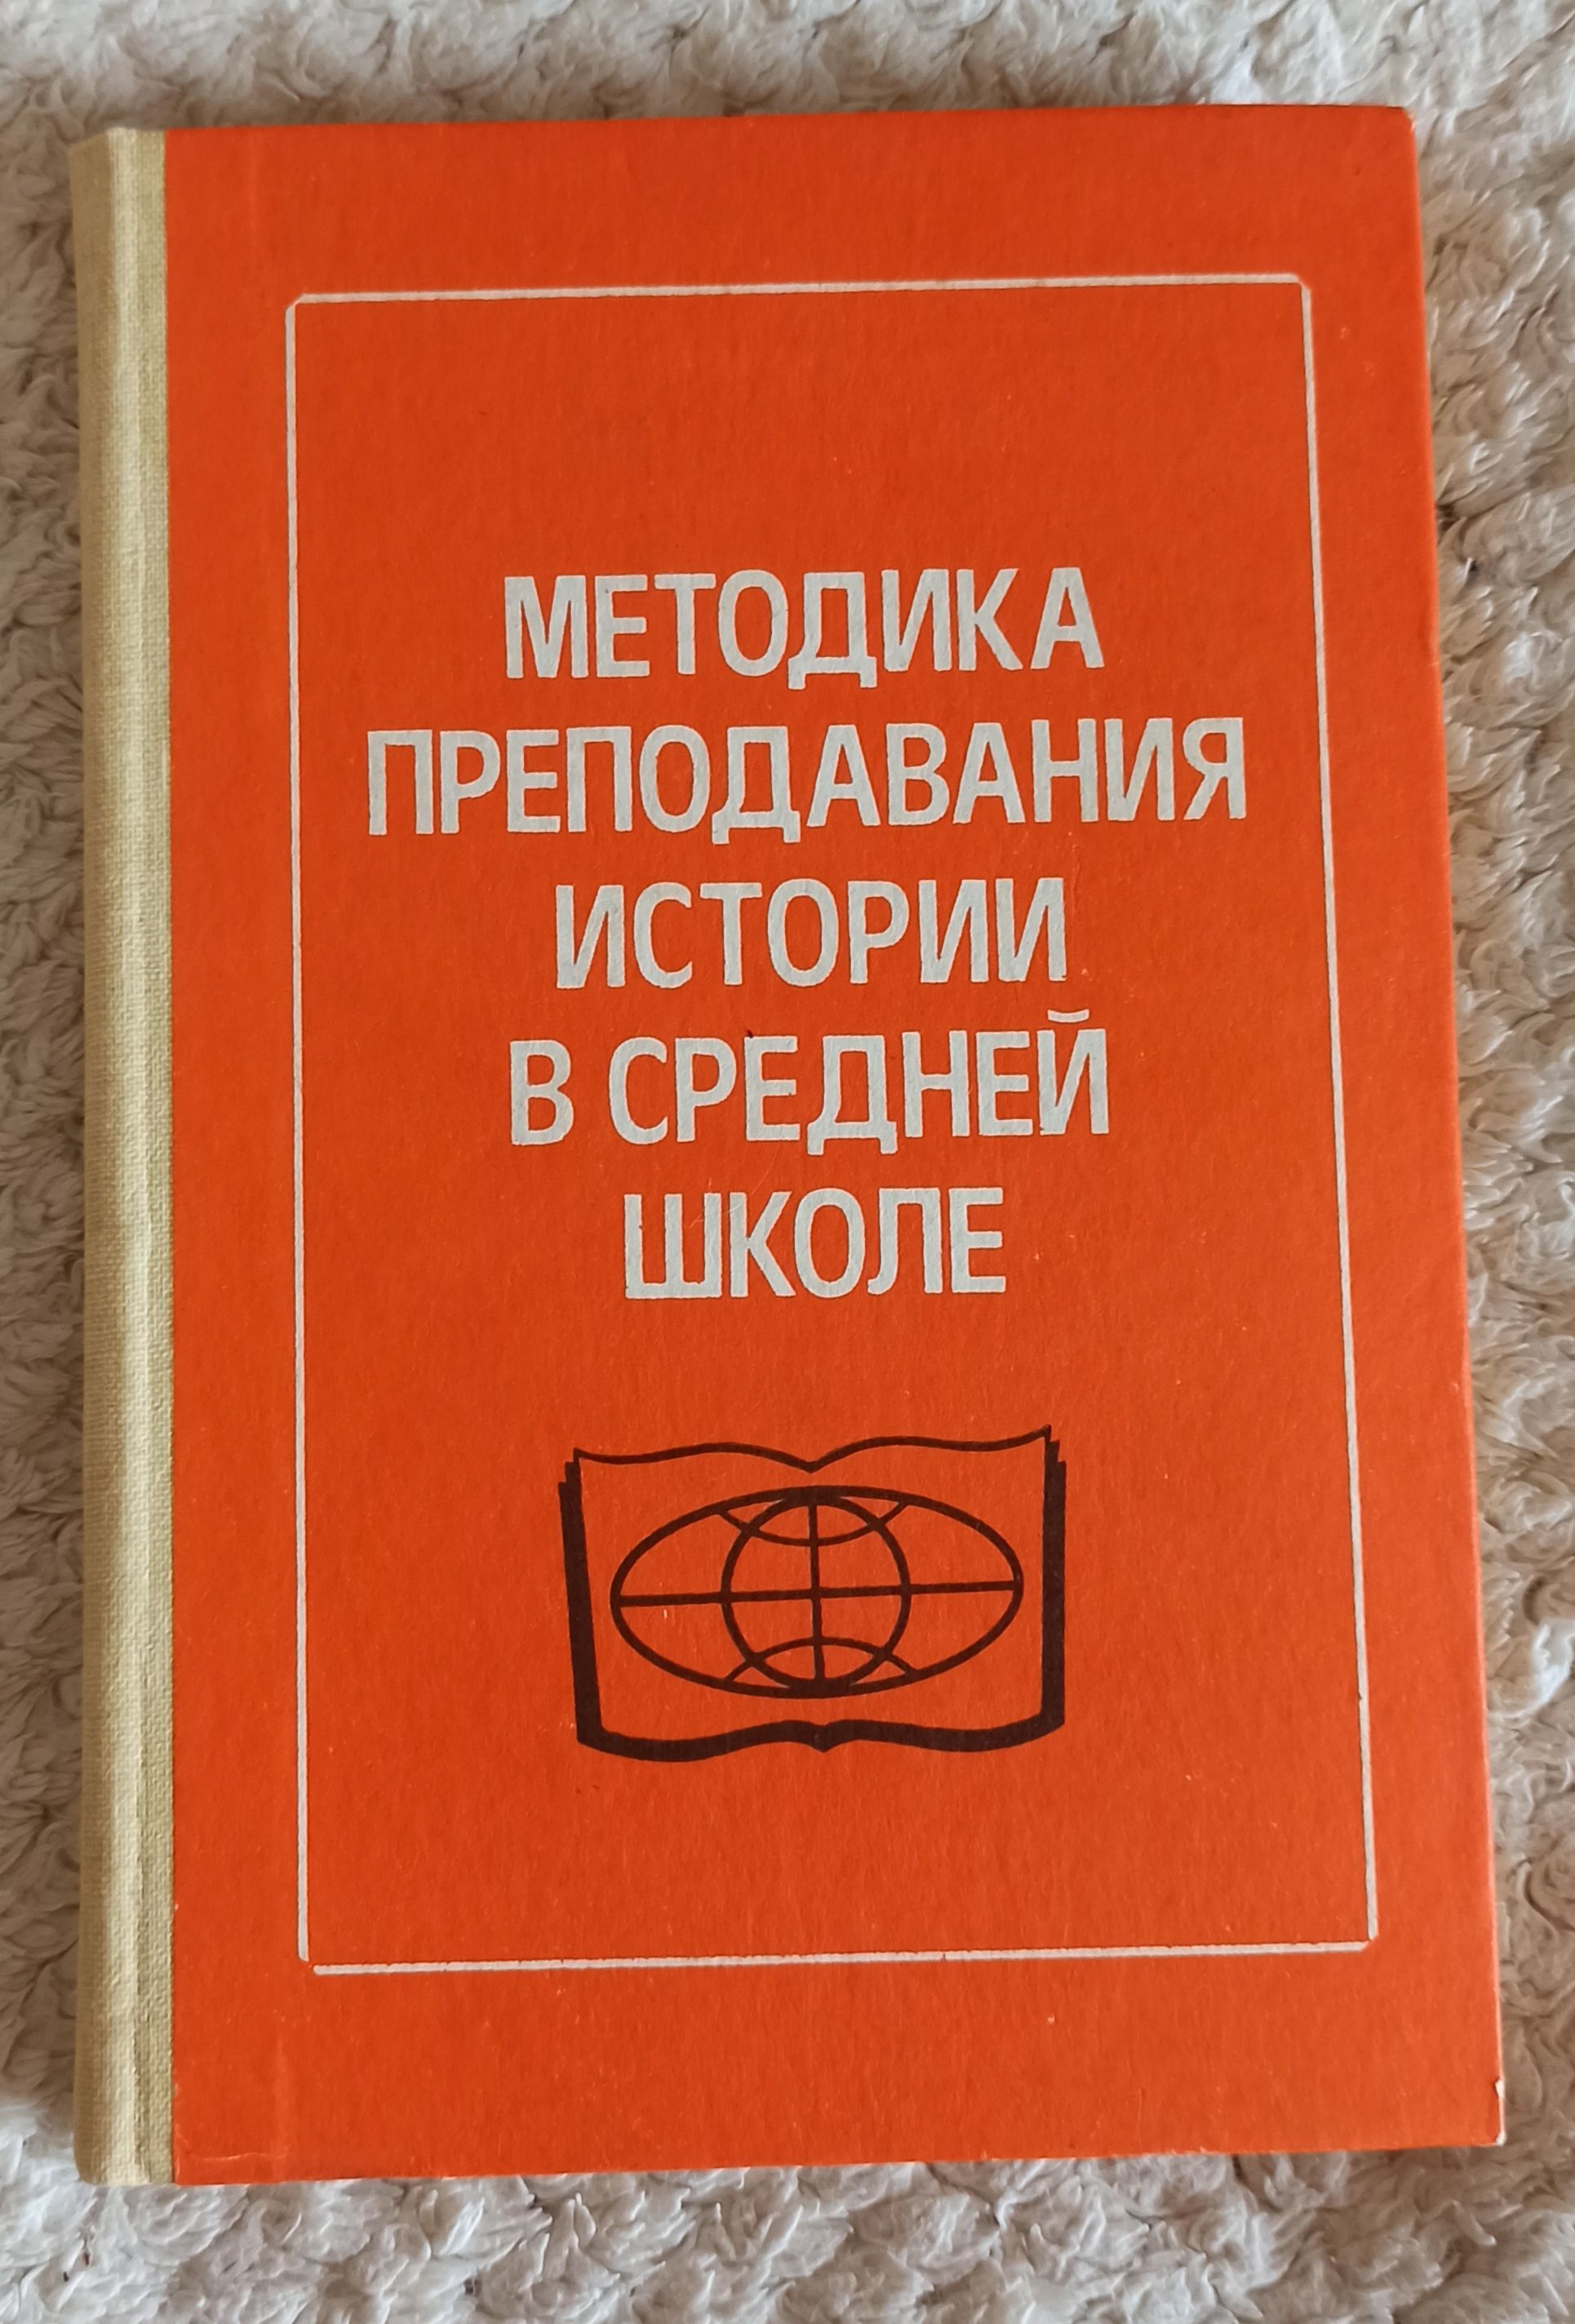 МЕТОДИКА
ПРЕПОДАВАНИЯ
ИСТОРИИ
В СРЕДНЕЙ
ШКОЛЕ